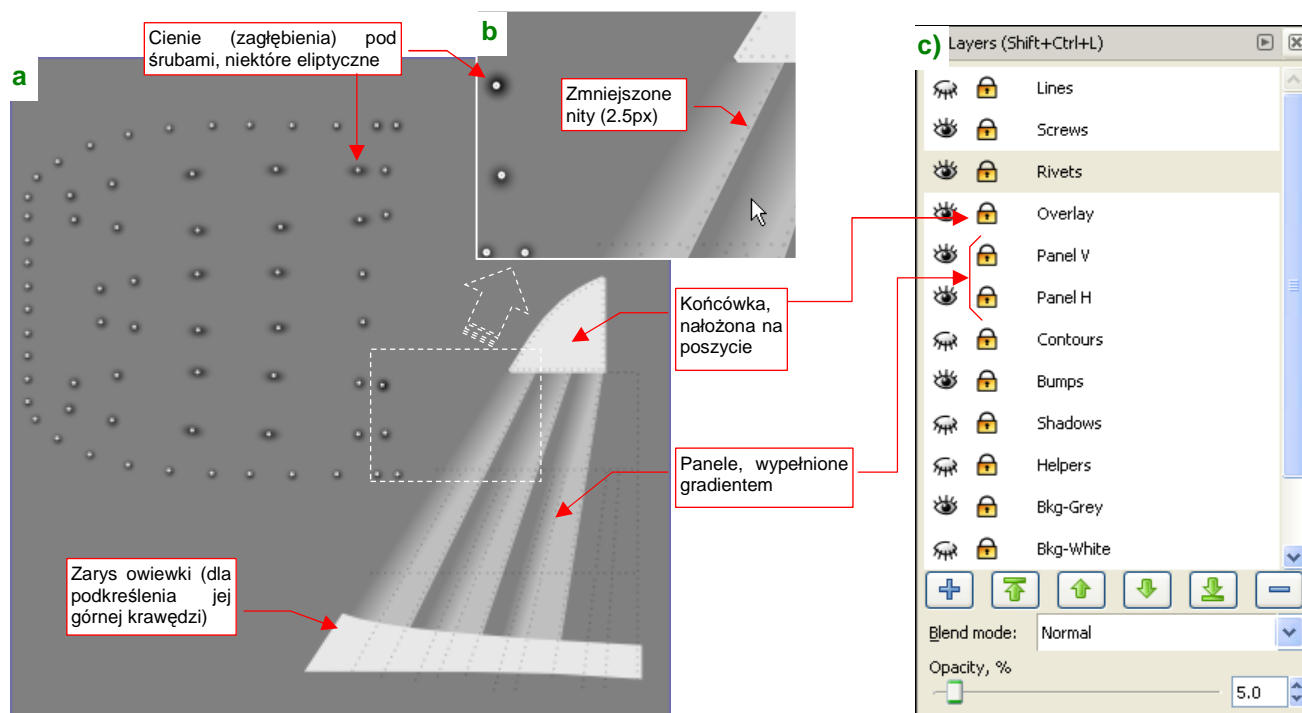 a
Cienie (zagłębienia) pod
śrubami, niektóre eliptyczne
b
Zmniejszone
nity (2.5px)
Końcówka,
nałożona na
poszycie
Panele, wypełnione
gradientem
Zarys owiewki (dla
podkreślenia jej
górnej krawędzi)
c) Layers (Shift+Ctrl+L)
Lines
Screws
Rivets
Overlay
Panel V
Panel H
Contours
Bumps
Shadows
Helpers
Bkg-Grey
Bkg-White
Blend mode: Normal
Opacity, %
5.0